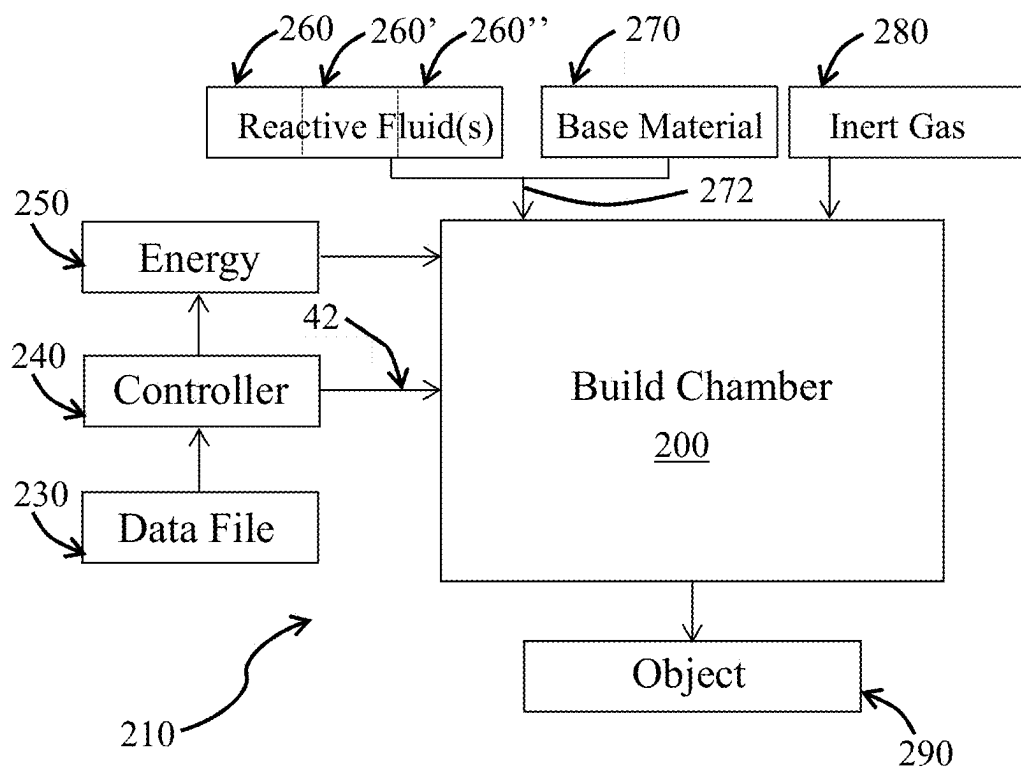 260 260’ 260’’ 270 280
Reactive Fluid(s) Base Material Inert Gas
272
250
Energy
42
240
Controller
Build Chamber
200
230
Data File
Object
210
290